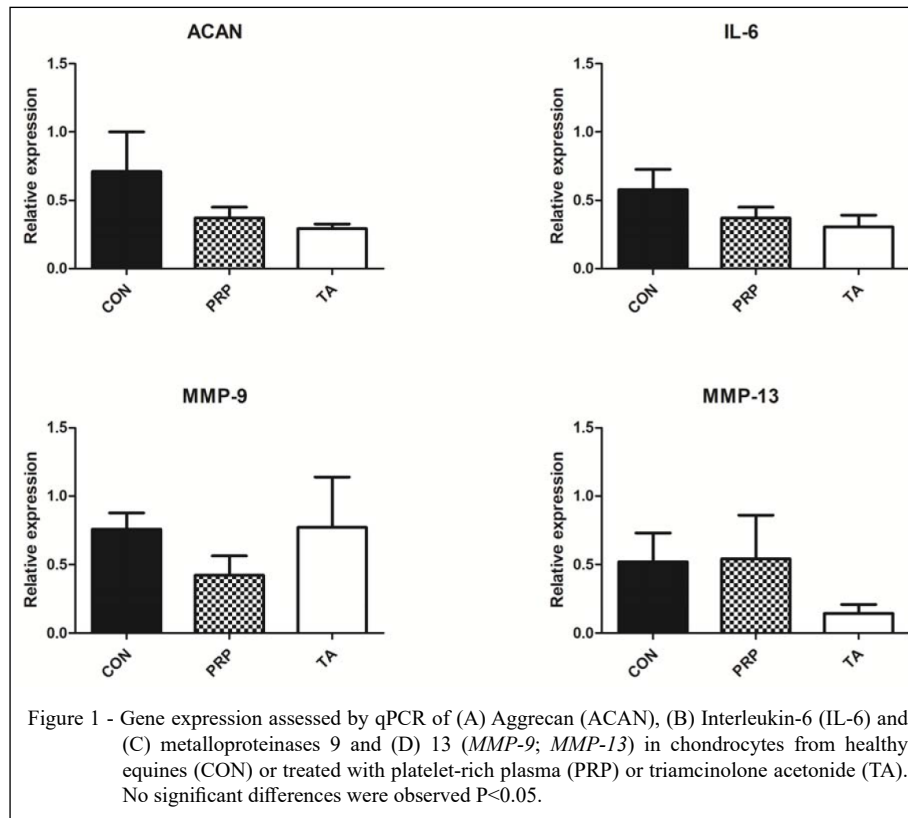 ACAN
1.5
1.0
0.5
0.0
Relative expression
CON
PRP
TA
IL-6
1.5
1.0
0.5
0.0
Relative expression
CON
PRP
TA
MMP-9
1.5
1.0
0.5
0.0
Relative expression
CON
PRP
TA
MMP-13
1.5
1.0
0.5
0.0
Relative expression
CON
PRP
TA
Figure 1 - Gene expression assessed by qPCR of (A) Aggrecan (ACAN), (B) Interleukin-6 (IL-6) and
(C) metalloproteinases 9 and (D) 13 (MMP-9; MMP-13) in chondrocytes from healthy
equines (CON) or treated with platelet-rich plasma (PRP) or triamcinolone acetonide (TA).
No significant differences were observed P<0.05.